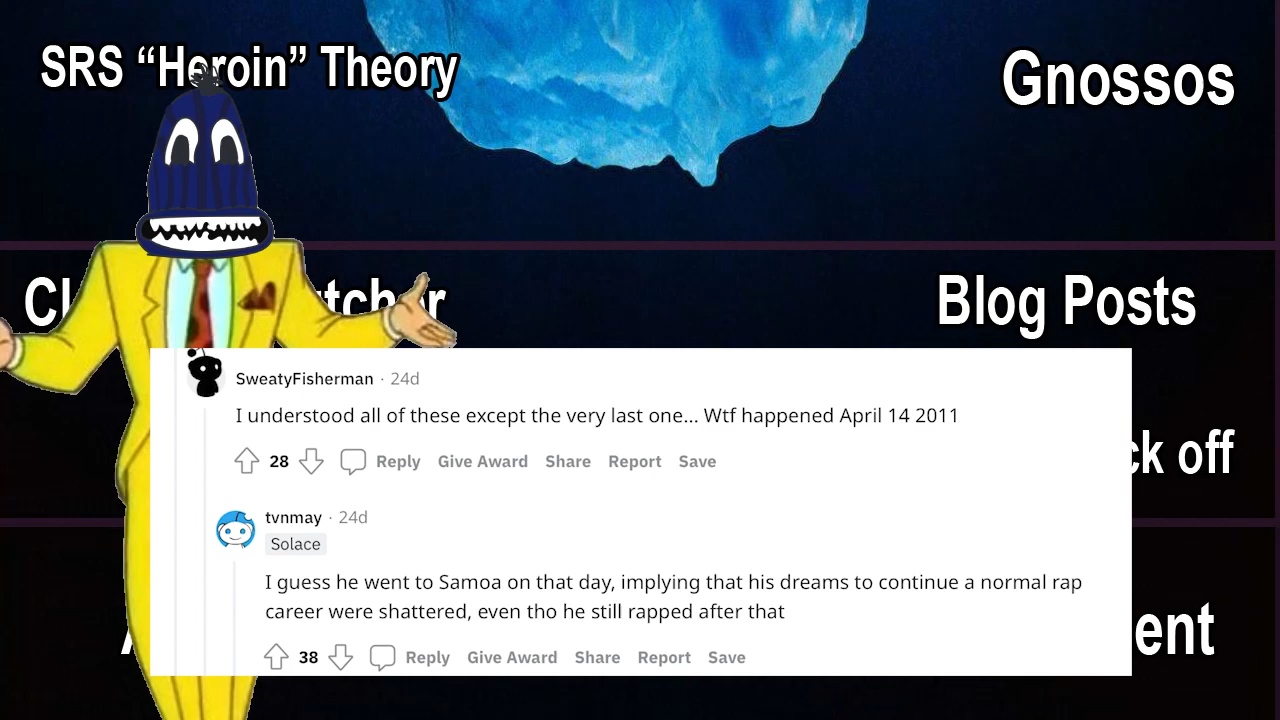 SRS “Heroin” Theory
Gnossos
Blog Posts
SweatyFisherman · 24d
I understood all of these except the very last one... Wtf happened April 14 2011
28 Reply Give Award Share Report Save
off
tvnmay · 24d
Solace
I guess he went to Samoa on that day, implying that his dreams to continue a normal rap
career were shattered, even tho he still rapped after that
38 Reply Give Award Share Report Save